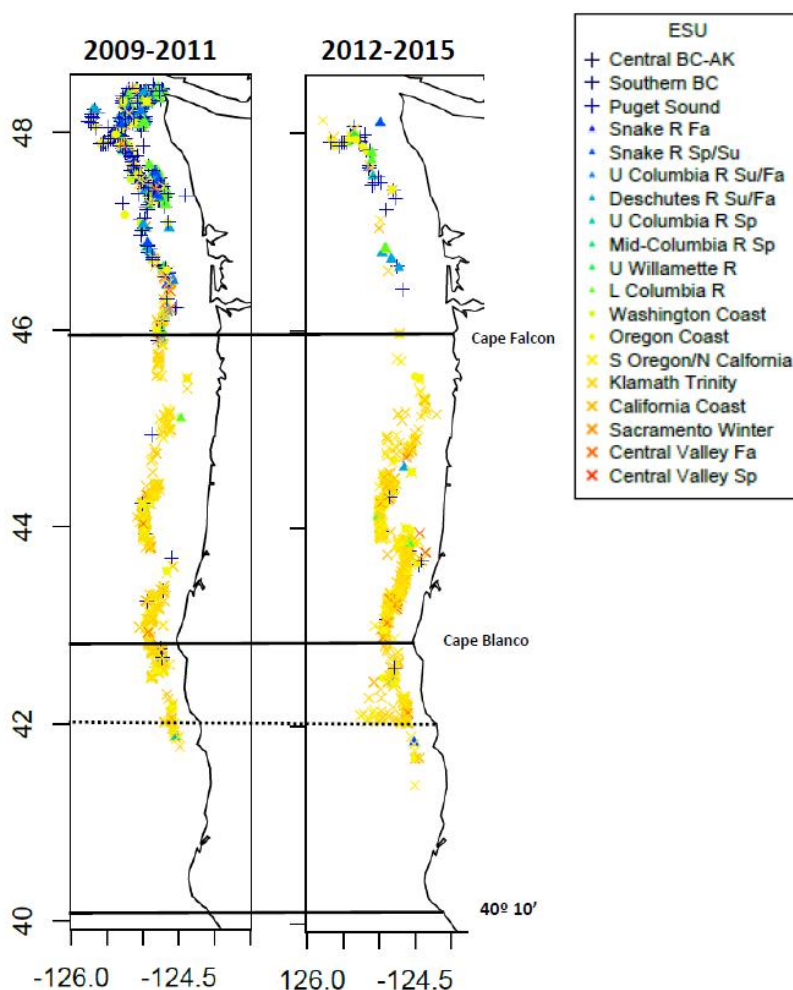 2009-2011
2012-2015
ESU
Central BC-AK
Southern BC
Puget Sound
Snake R Fa
Snake R Sp/Su
U Columbia R Su/Fa
Deschutes R Su/Fa
U Columbia R Sp
Mid-Columbia R Sp
U Willamette R
L Columbia R
Washington Coast
Oregon Coast
S Oregon/N Calfornia
Klamath Trinity
California Coast
Sacramento Winter
Central Valley Fa
Central Valley Sp
48
46
44
42
40
Cape Falcon
Cape Blanco
40º 10’
-126.0
-124.5
126.0
-124.5